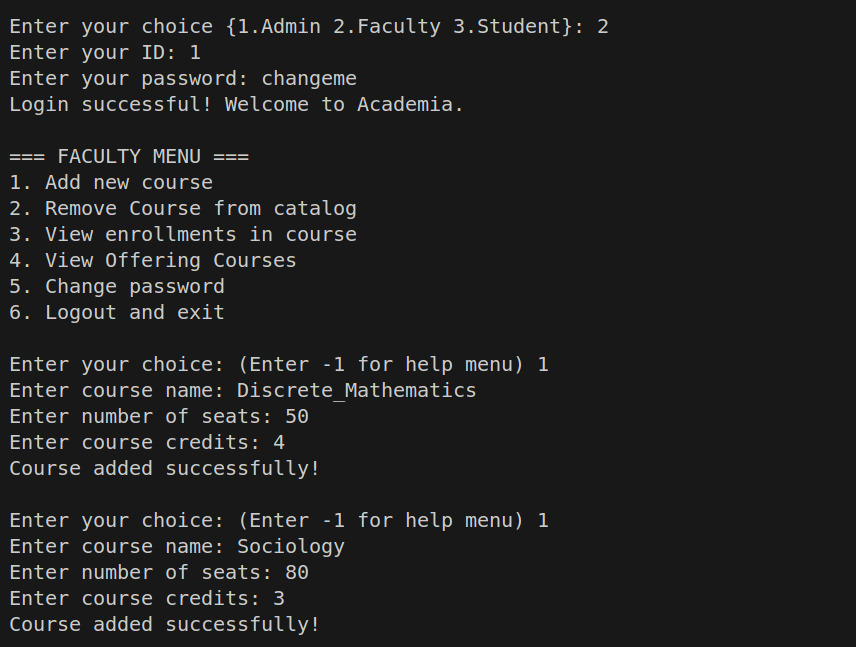 Enter your choice {1.Admin 2.Faculty 3.Student}: 2
Enter your ID: 1
Enter your password: changeme
Login successful! Welcome to Academia.
=== FACULTY MENU ===
1. Add new course
2. Remove Course from catalog
3. View enrollments in course
4. View Offering Courses
5. Change password
6. Logout and exit
Enter your choice: (Enter -1 for help menu) 1
Enter course name: Discrete_Mathematics
Enter number of seats: 50
Enter course credits: 4
Course added successfully!
Enter your choice: (Enter -1 for help menu) 1
Enter course name: Sociology
Enter number of seats: 80
Enter course credits: 3
Course added successfully!